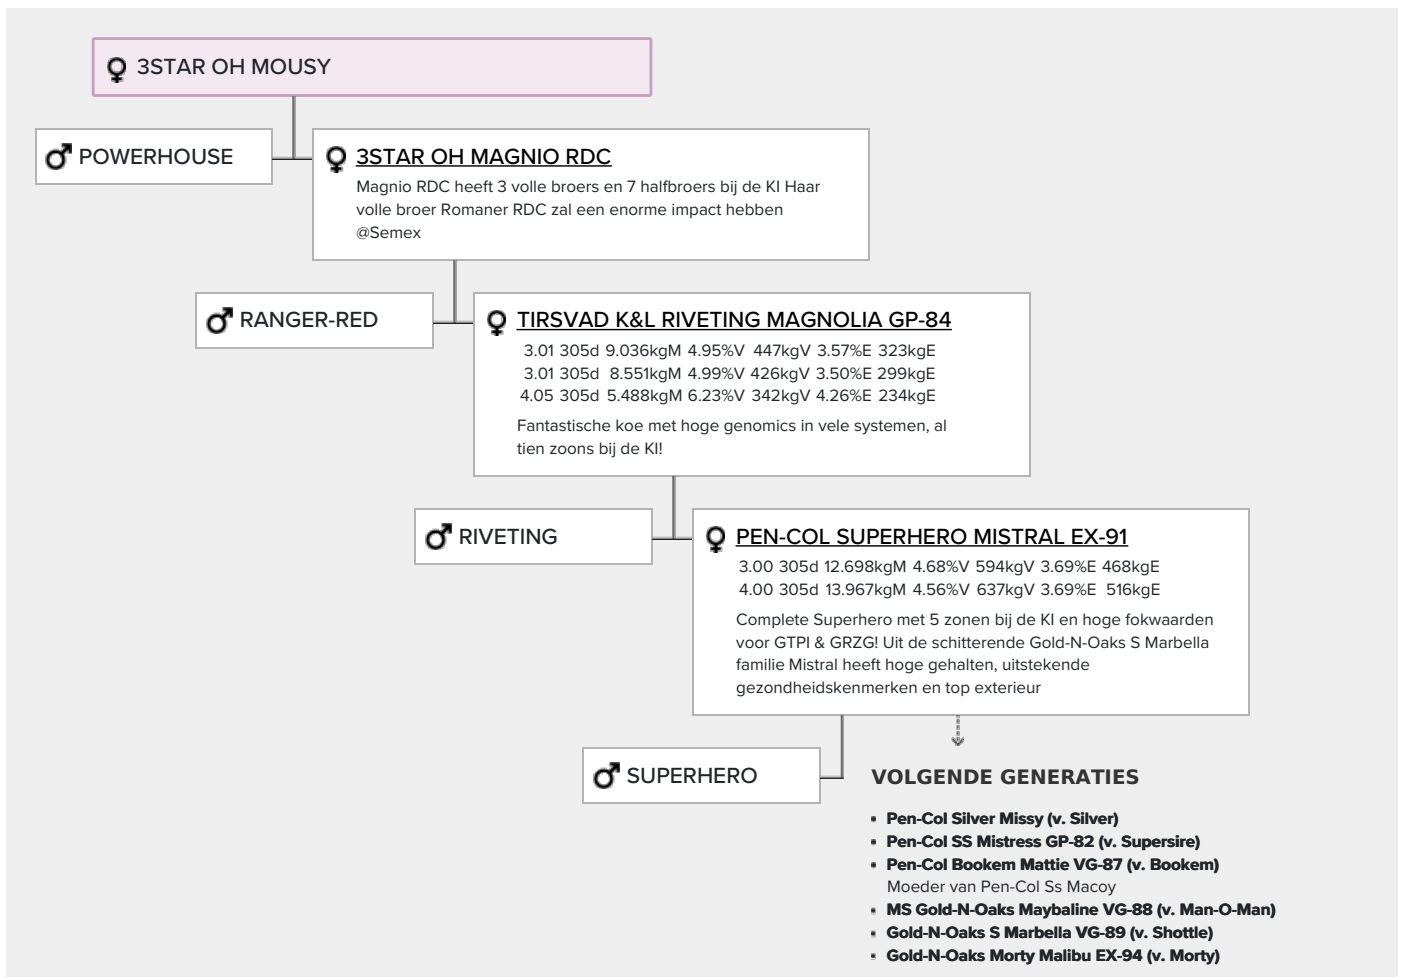 3STAR OH MOUSY
POWERHOUSE
3STAR OH MAGNIO RDC
Magnio RDC heeft 3 volle broers en 7 halfbroers bij de KI Haar
volle broer Romaner RDC zal een enorme impact hebben
@Semex
RANGER-RED
TIRSVAD K&L RIVETING MAGNOLIA GP-84
3.01 305d 9.036kgM 4.95%V 447kgV 3.57%E 323kgE
3.01 305d 8.551kgM 4.99%V 426kgV 3.50%E 299kgE
4.05 305d 5.488kgM 6.23%V 342kgV 4.26%E 234kgE
Fantastische koe met hoge genomics in vele systemen, al
tien zoons bij de KI!
RIVETING
PEN-COL SUPERHERO MISTRAL EX-91
3.00 305d 12.698kgM 4.68%V 594kgV 3.69%E 468kgE
4.00 305d 13.967kgM 4.56%V 637kgV 3.69%E 516kgE
Complete Superhero met 5 zonen bij de KI en hoge fokwaarden
voor GTPI & GRZG! Uit de schitterende Gold-N-Oaks S Marbella
familie Mistral heeft hoge gehalten, uitstekende
gezondheidskenmerken en top exterieur
SUPERHERO
VOLGENDE GENERATIES
Pen-Col Silver Missy (v. Silver)
Pen-Col SS Mistress GP-82 (v. Supersire)
Pen-Col Bookem Mattie VG-87 (v. Bookem)
Moeder van Pen-Col Ss Macoy
MS Gold-N-Oaks Maybaline VG-88 (v. Man-O-Man)
Gold-N-Oaks S Marbella VG-89 (v. Shottle)
Gold-N-Oaks Morty Malibu EX-94 (v. Morty)